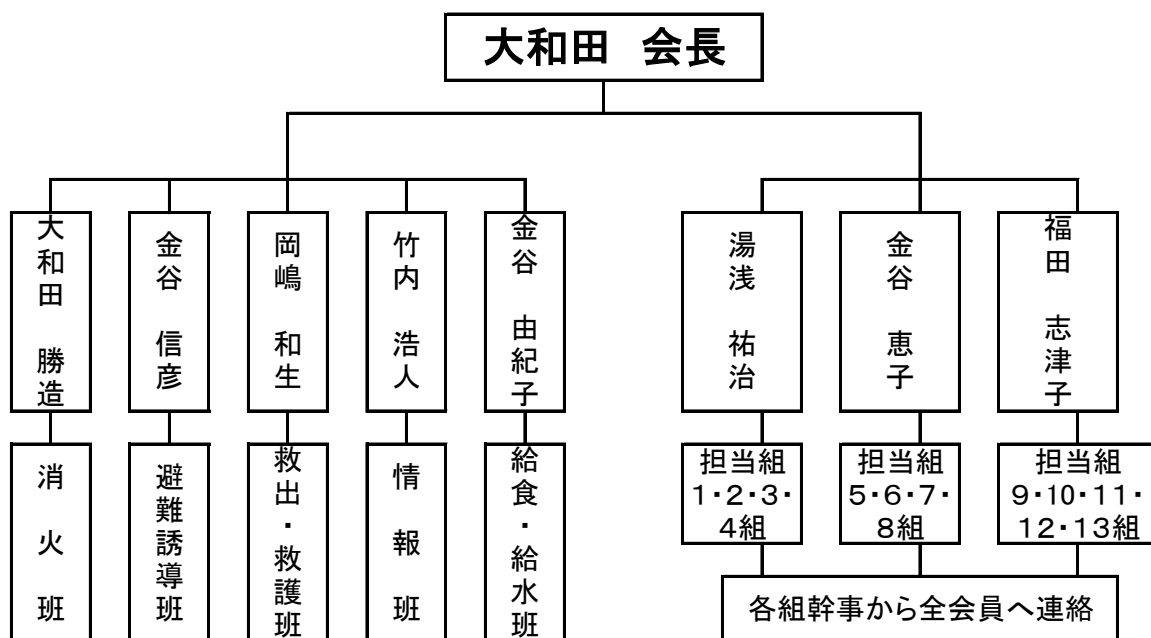 大和田　会長
大和田　勝造
金谷　信彦
岡嶋　和生
竹内　浩人
金谷　由紀子
湯浅　祐治
金谷　恵子
福田　志津子
消火班
避難誘導班
救出・救護班
情報班
給食・給水班
担当組
1・2・3・
4組
担当組
5・6・7・
8組
担当組
9・10・11・
12・13組
各組幹事から全会員へ連絡